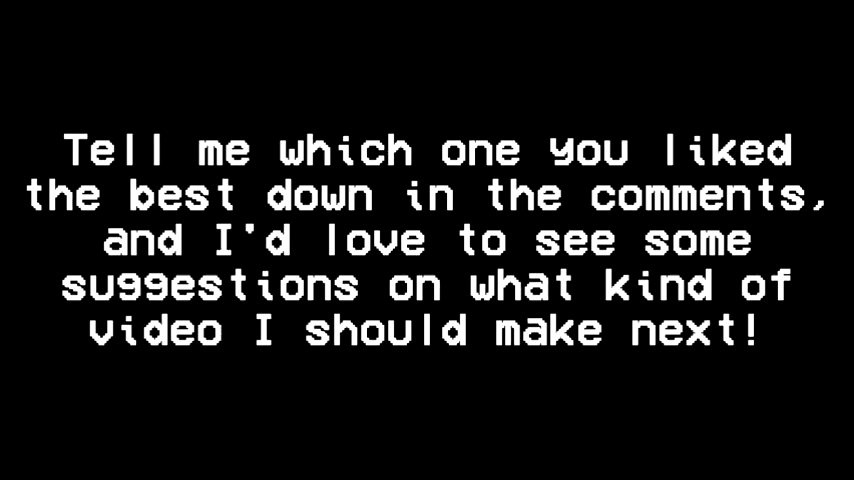 Tell me which one you liked
the best down in the comments,
and I'd love to see some
suggestions on what kind of
video I should make next!